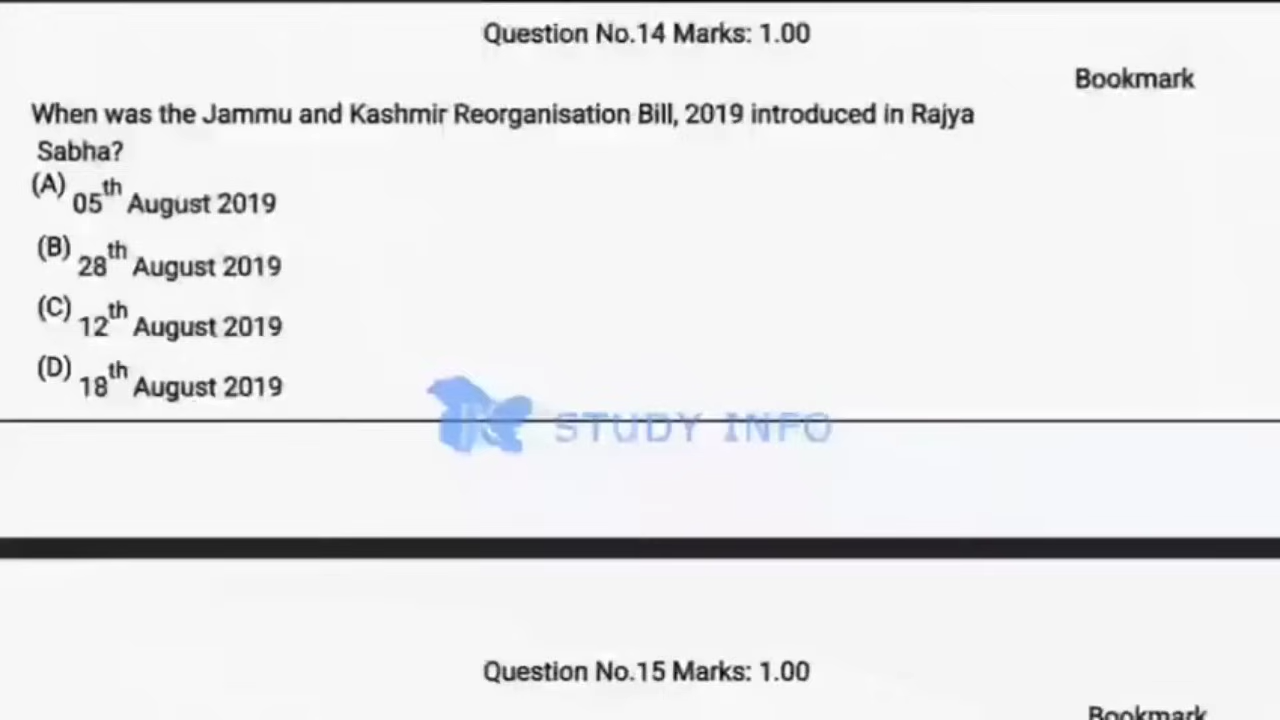 Question No.14 Marks: 1.00
Bookmark
When was the Jammu and Kashmir Reorganisation Bill, 2019 introduced in Rajya
Sabha?
(A) 05th August 2019
(B) 28th August 2019
(C) 12th August 2019
(D) 18th August 2019
JK STUDY INFO
Question No.15 Marks: 1.00
Bookmark